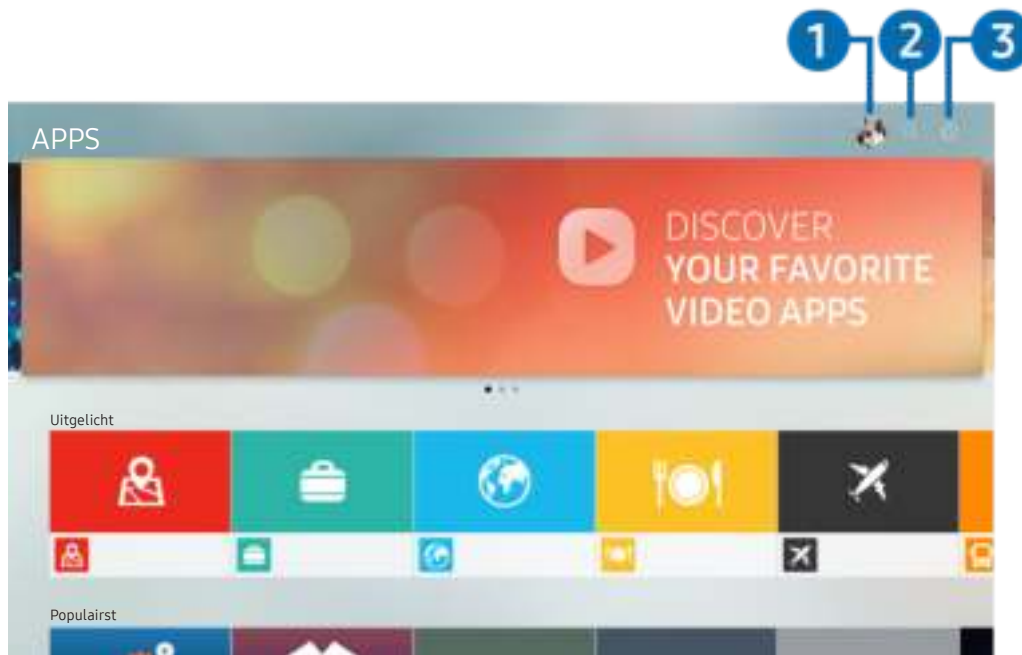 1 2 3
APPS
DISCOVER
YOUR FAVORITE
VIDEO APPS
Uitgelicht
Populairst